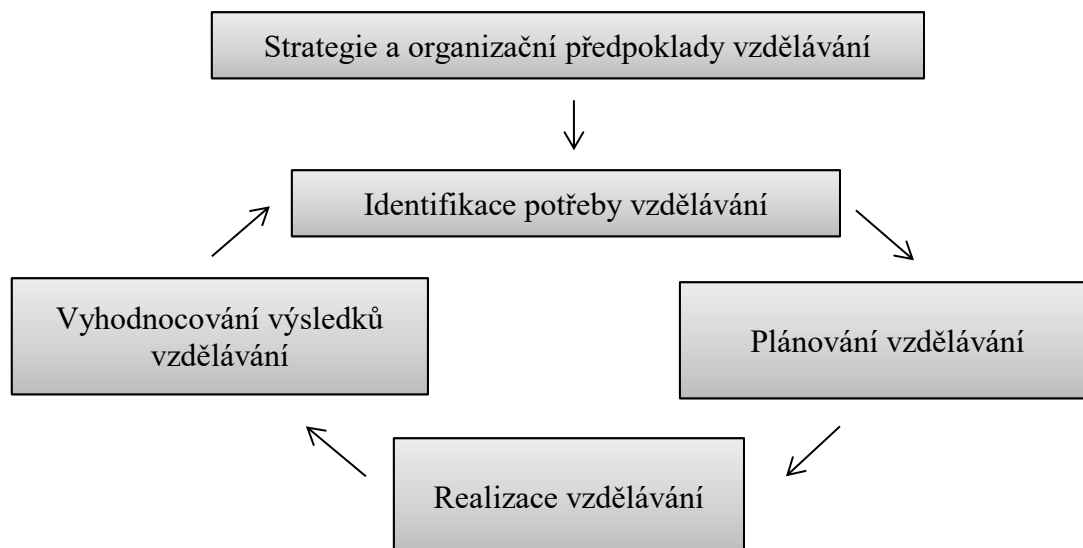 Strategie a organizační předpoklady vzdělávání
Identifikace potřeby vzdělávání
Vyhodnocování výsledků
vzdělávání
Plánování vzdělávání
Realizace vzdělávání